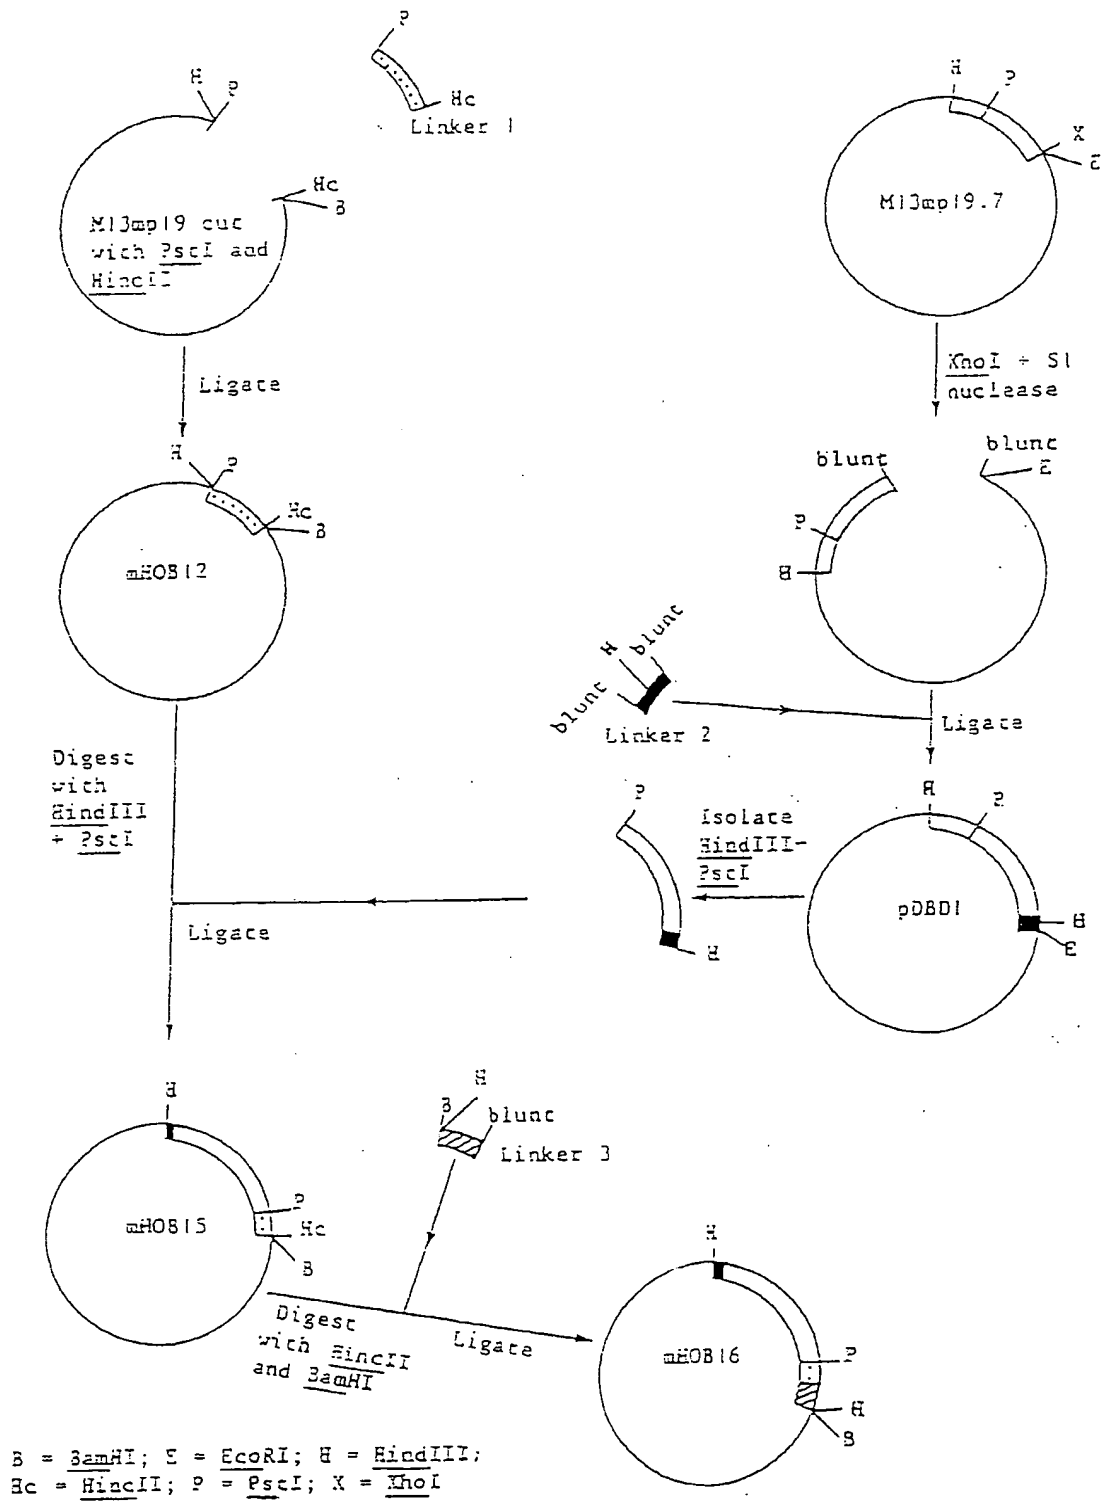 P
H
P
Hc
Linker 1
Hc
B
M13mp19 cut
with PstI and
HincII
H
P
X
E
M13mp19.7
Ligate
XhoI + S1
nuclease
H
P
Hc
B
mHOB12
blunt
blunt
E
P
H
H
blunt
blunt
Linker 2
Ligate
Digest
with
HindIII
+ PstI
P
Isolate
HindIII-
PstI
H
P
pDBD1
H
E
H
Ligate
H
mHOB15
P
Hc
B
H
B
blunt
Linker 3
Digest
with HincII
and BamHI
Ligate
H
mHOB16
P
H
B
B = BamHI; E = EcoRI; H = HindIII;
Hc = HincII; P = PstI; X = XhoI